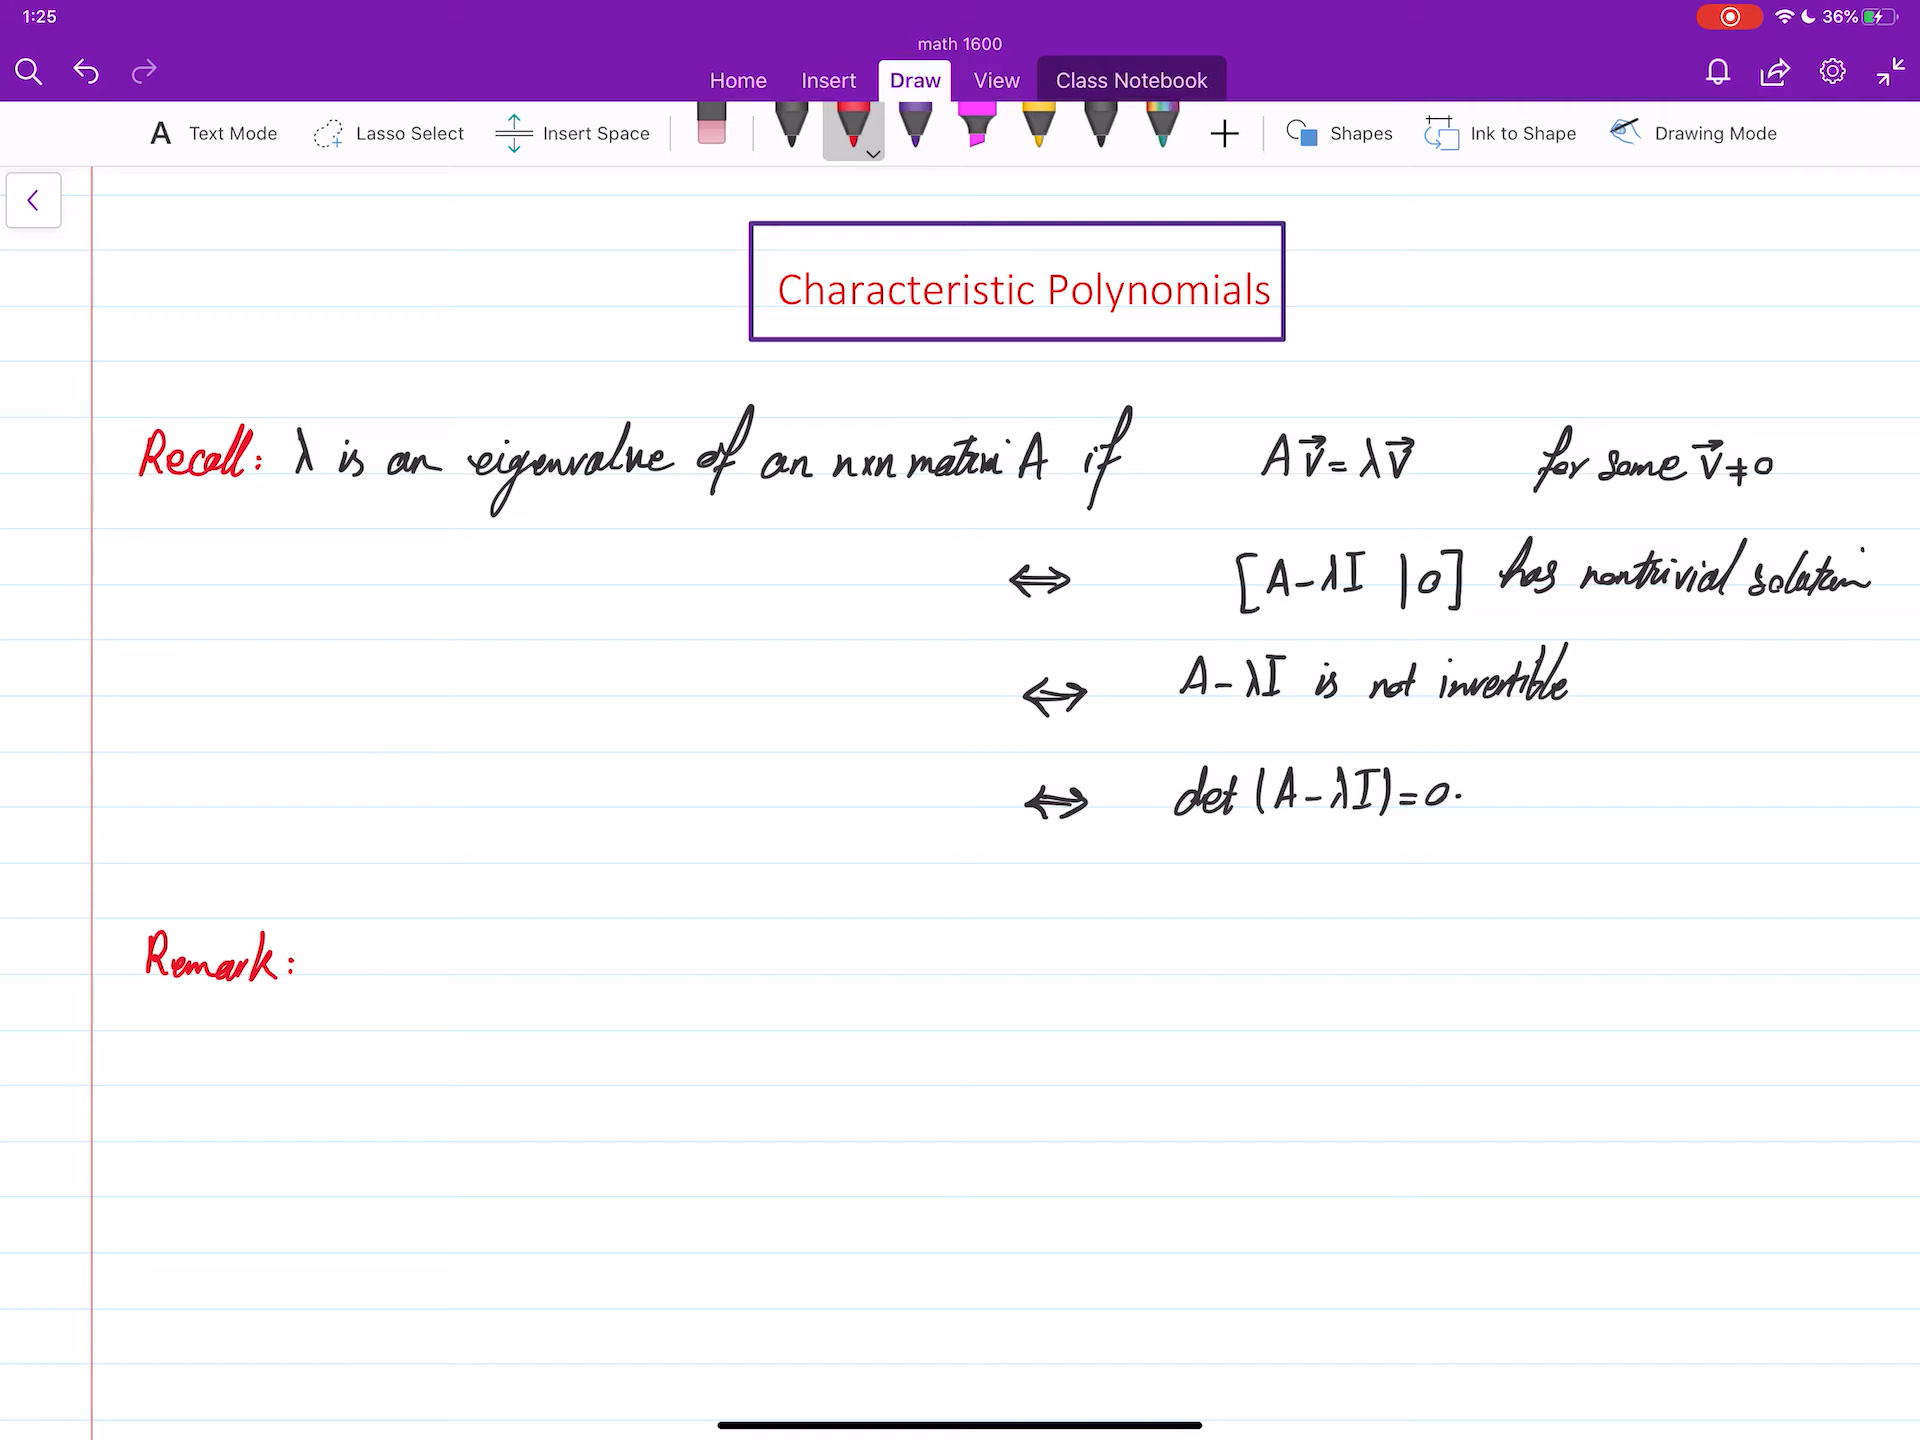 1:25
36%
math 1600
Home Insert Draw View Class Notebook
A Text Mode Lasso Select Insert Space Shapes Ink to Shape Drawing Mode
Characteristic Polynomials
Recall: λ is an eigenvalue of an n×n matrix A if Av⃗ = λv⃗ for some v⃗ ≠ 0
⇔ [A-λI | 0] has nontrivial solution
⇔ A-λI is not invertible
⇔ det (A-λI) = 0.
Remark: